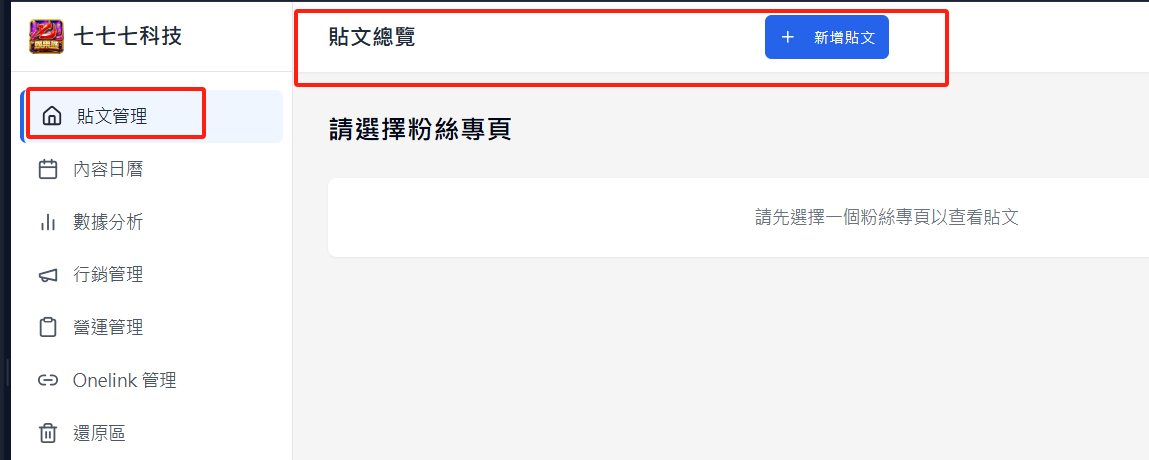 七七七科技
貼文總覽
新增貼文
貼文管理
內容日曆
數據分析
行銷管理
營運管理
Onelink 管理
還原區
請選擇粉絲專頁
請先選擇一個粉絲專頁以查看貼文